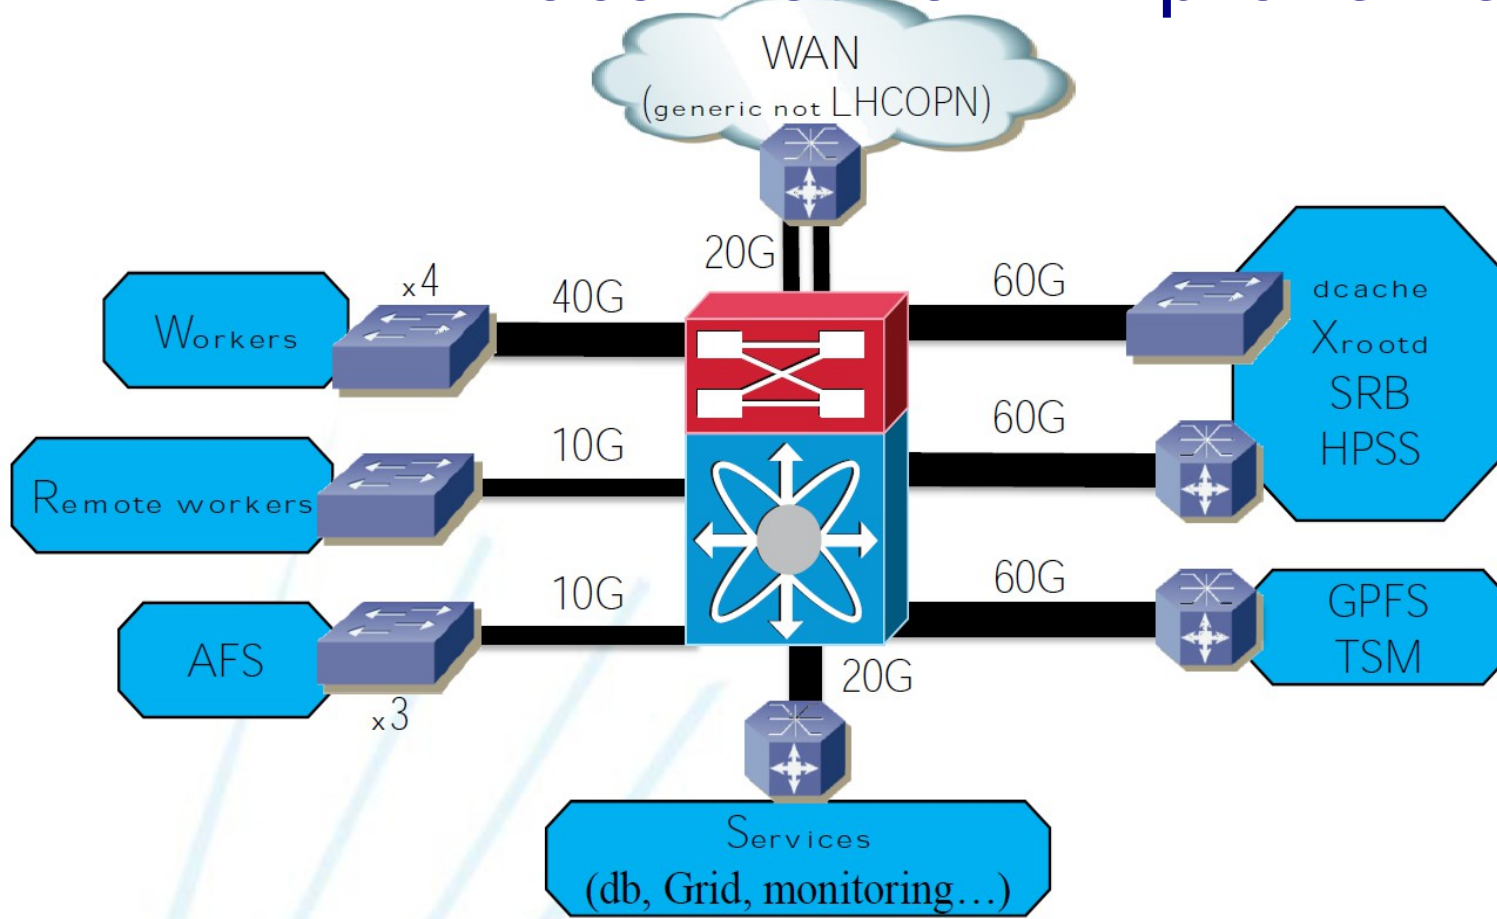 WAN
(generic not LHCOPN)
20G
x4
40G
60G
Workers
dcache
Xrootd
SRB
HPSS
10G
60G
Remote workers
10G
60G
AFS
GPFS
TSM
x3
20G
Services
(db, Grid, monitoring...)